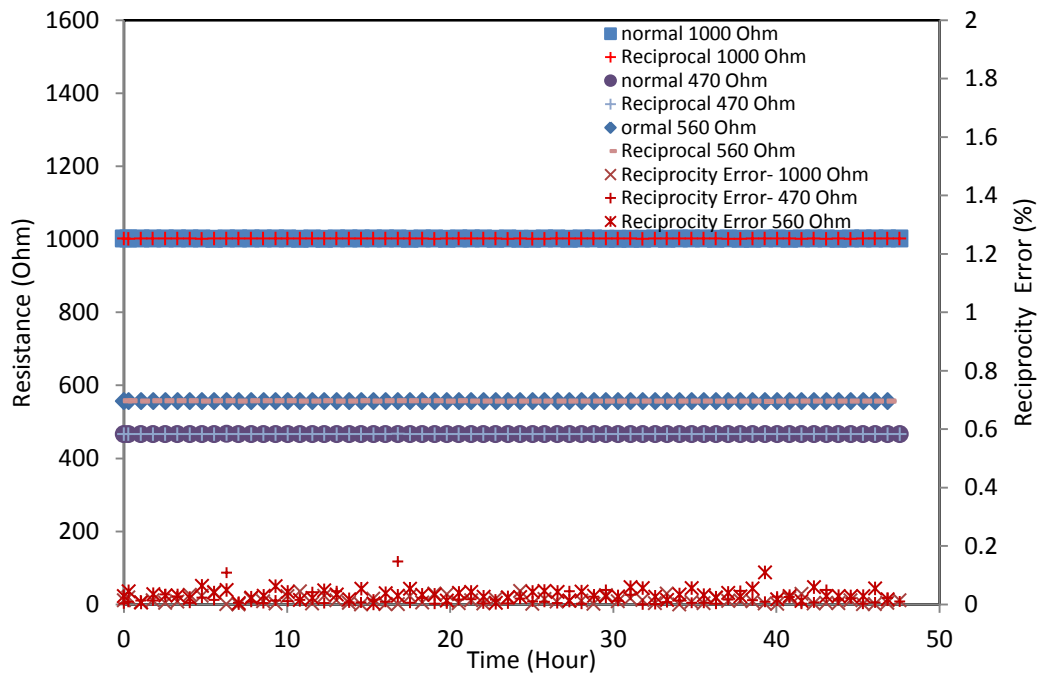 1600
1400
1200
1000
800
600
400
200
0
Resistance (Ohm)
normal 1000 Ohm
Reciprocal 1000 Ohm
normal 470 Ohm
Reciprocal 470 Ohm
ormal 560 Ohm
Reciprocal 560 Ohm
Reciprocity Error- 1000 Ohm
Reciprocity Error- 470 Ohm
Reciprocity Error 560 Ohm
2
1.8
1.6
1.4
1.2
1
0.8
0.6
0.4
0.2
0
Reciprocity Error (%)
0 10 20 30 40 50
Time (Hour)